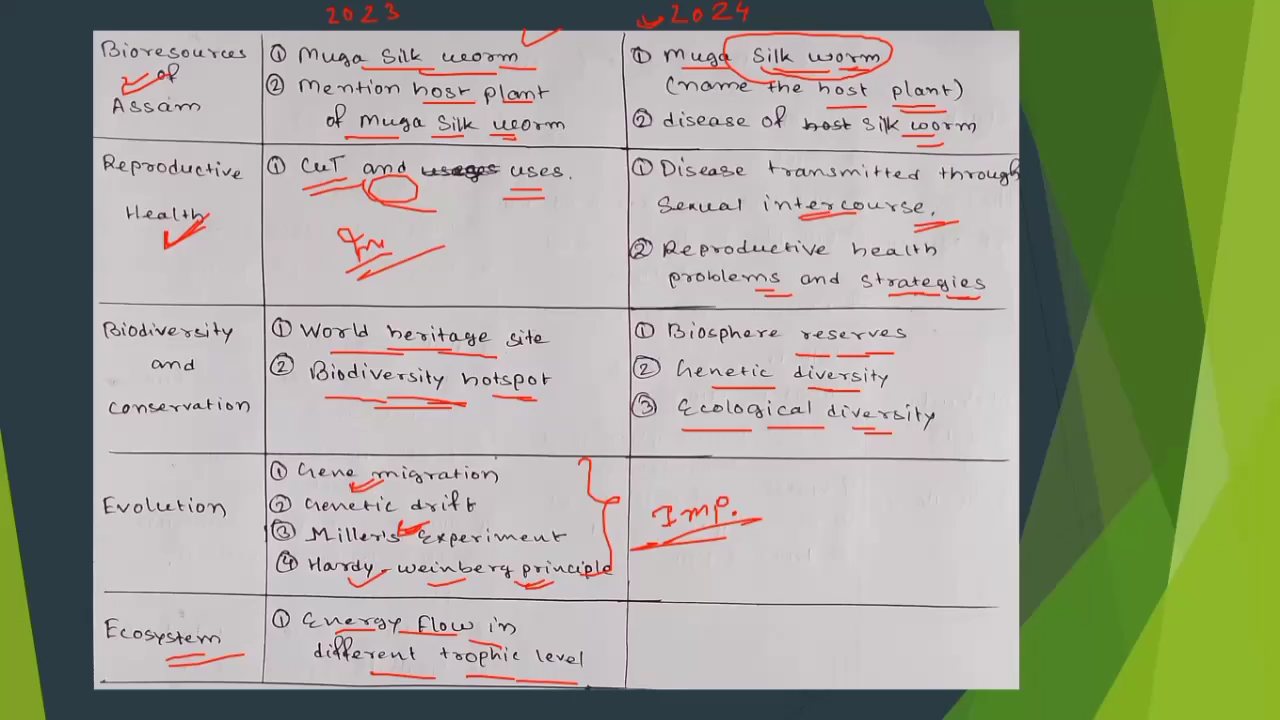 2023
2024
Bioresources
of
Assam
① Muga Silk worm
② Mention host plant
of Muga Silk worm
① Muga Silk worm
(name the host plant)
② disease of host Silk worm
Reproductive
Health
① CuT and usages uses.
① Disease transmitted through
Sexual intercourse.
② Reproductive health
problems and strategies
Biodiversity
and
conservation
① World heritage site
② Biodiversity hotspot
① Biosphere reserves
② Genetic diversity
③ Ecological diversity
Evolution
① Gene migration
② Genetic drift
③ Miller's Experiment
④ Hardy-weinberg principle
Imp.
Ecosystem
① Energy flow in
different trophic level